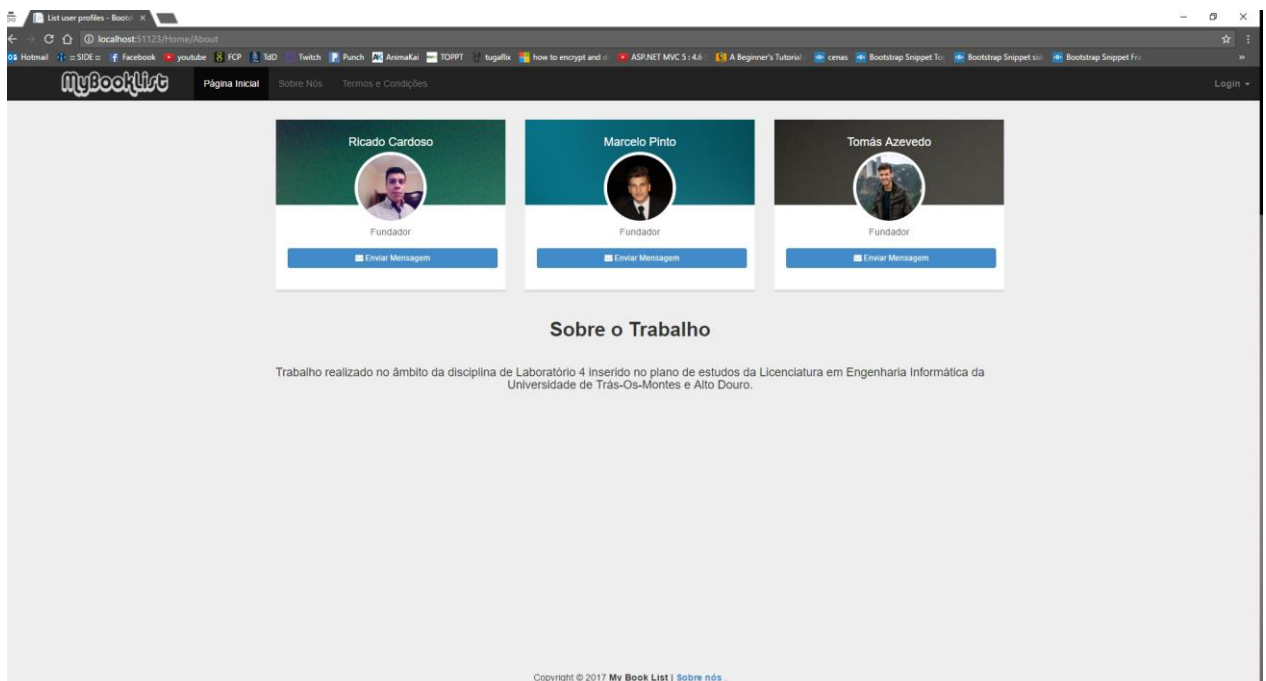 List user profiles - Boots
localhost:51123/Home/About
Hotmail :: SIDE :: Facebook youtube FCP TdD Twitch Punch AnimaKai TOPPT tugaflix how to encrypt and d ASP.NET MVC 5 : 4.6 A Beginner's Tutorial cenas Bootstrap Snippet To Bootstrap Snippet sid Bootstrap Snippet Fr »
MyBookList Página Inicial Sobre Nós Termos e Condições Login
Ricado Cardoso Marcelo Pinto Tomás Azevedo
Fundador Fundador Fundador
Enviar Mensagem Enviar Mensagem Enviar Mensagem
Sobre o Trabalho
Trabalho realizado no âmbito da disciplina de Laboratório 4 inserido no plano de estudos da Licenciatura em Engenharia Informática da
Universidade de Trás-Os-Montes e Alto Douro.
Copyright © 2017 My Book List | Sobre nós